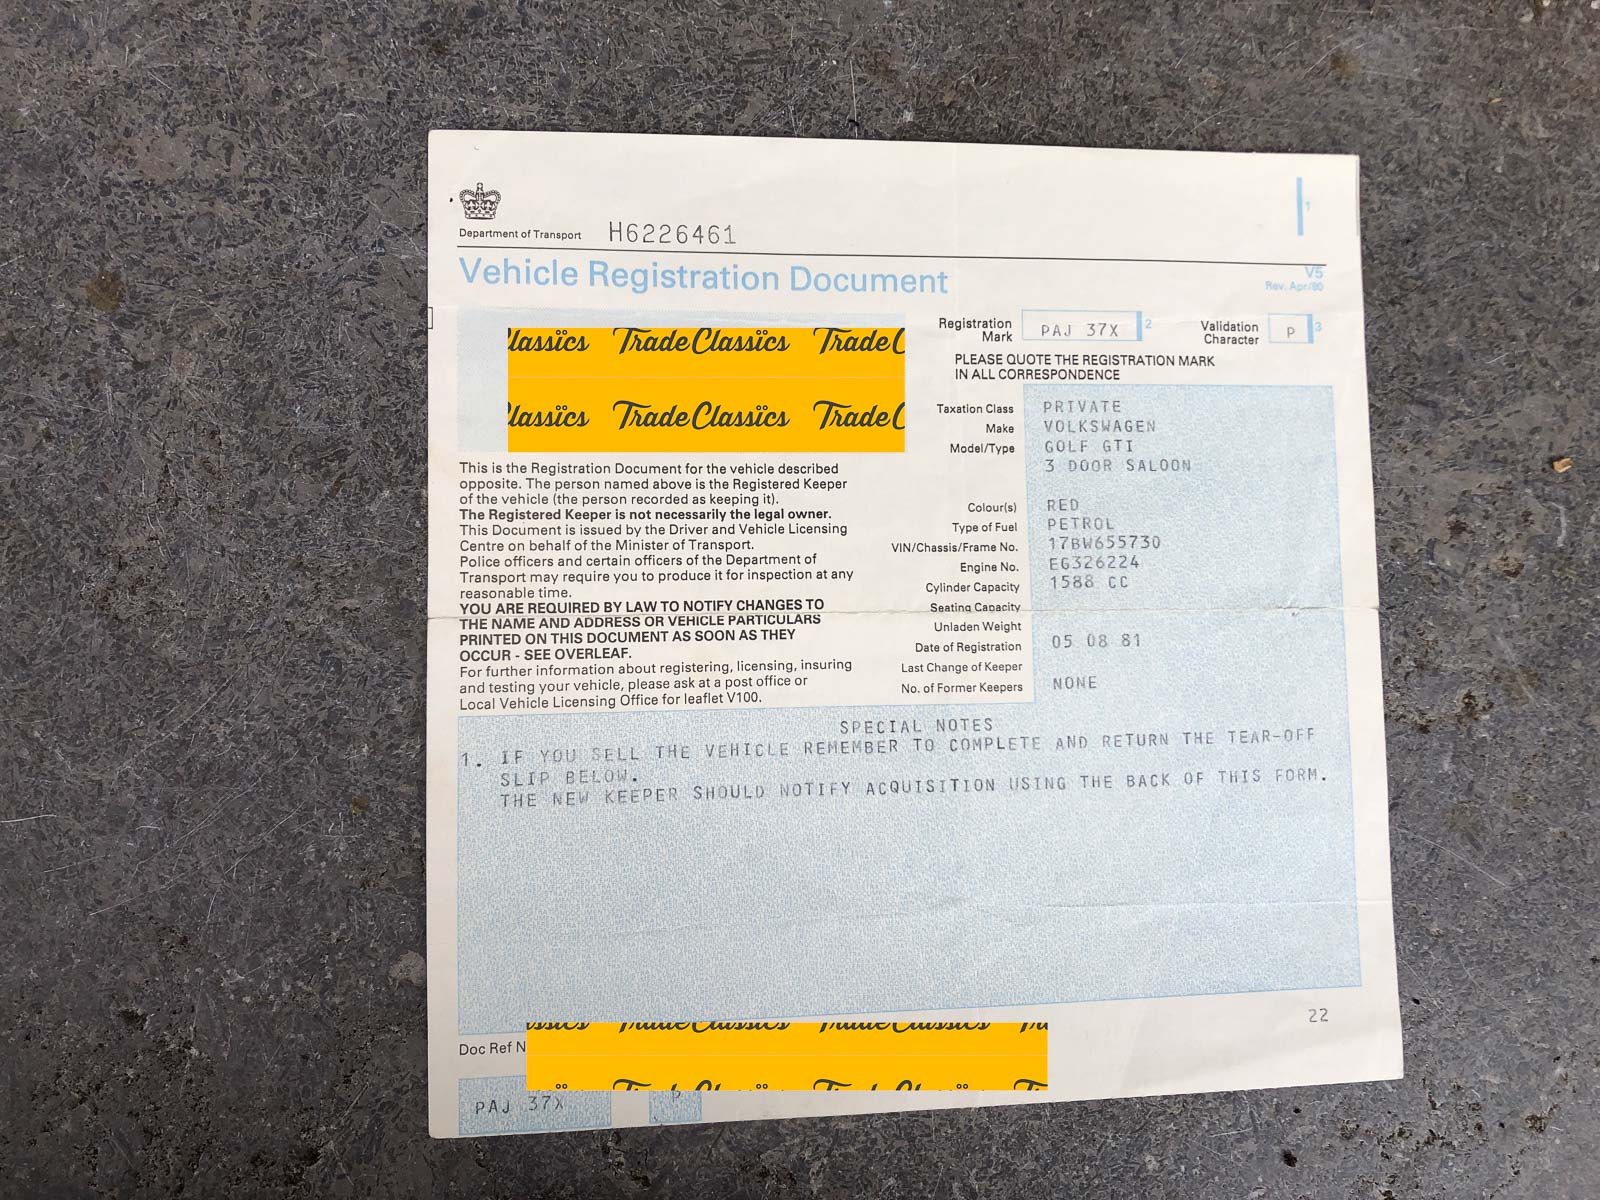 Department of Transport H6226461
1
Vehicle Registration Document
V5
Rev. Apr/80
Registration Mark PAJ 37X 2
Validation Character P 3
PLEASE QUOTE THE REGISTRATION MARK
IN ALL CORRESPONDENCE
lassïcs TradeClassïcs TradeC
lassïcs TradeClassïcs TradeC
This is the Registration Document for the vehicle described
opposite. The person named above is the Registered Keeper
of the vehicle (the person recorded as keeping it).
The Registered Keeper is not necessarily the legal owner.
This Document is issued by the Driver and Vehicle Licensing
Centre on behalf of the Minister of Transport.
Police officers and certain officers of the Department of
Transport may require you to produce it for inspection at any
reasonable time.
YOU ARE REQUIRED BY LAW TO NOTIFY CHANGES TO
THE NAME AND ADDRESS OR VEHICLE PARTICULARS
PRINTED ON THIS DOCUMENT AS SOON AS THEY
OCCUR - SEE OVERLEAF.
For further information about registering, licensing, insuring
and testing your vehicle, please ask at a post office or
Local Vehicle Licensing Office for leaflet V100.
Taxation Class PRIVATE
Make VOLKSWAGEN
Model/Type GOLF GTI
3 DOOR SALOON
Colour(s) RED
Type of Fuel PETROL
VIN/Chassis/Frame No. 17BW655730
Engine No. EG326224
Cylinder Capacity 1588 CC
Seating Capacity
Unladen Weight
Date of Registration 05 08 81
Last Change of Keeper
No. of Former Keepers NONE
SPECIAL NOTES
1. IF YOU SELL THE VEHICLE REMEMBER TO COMPLETE AND RETURN THE TEAR-OFF
SLIP BELOW.
THE NEW KEEPER SHOULD NOTIFY ACQUISITION USING THE BACK OF THIS FORM.
22
Doc Ref N
PAJ 37X P